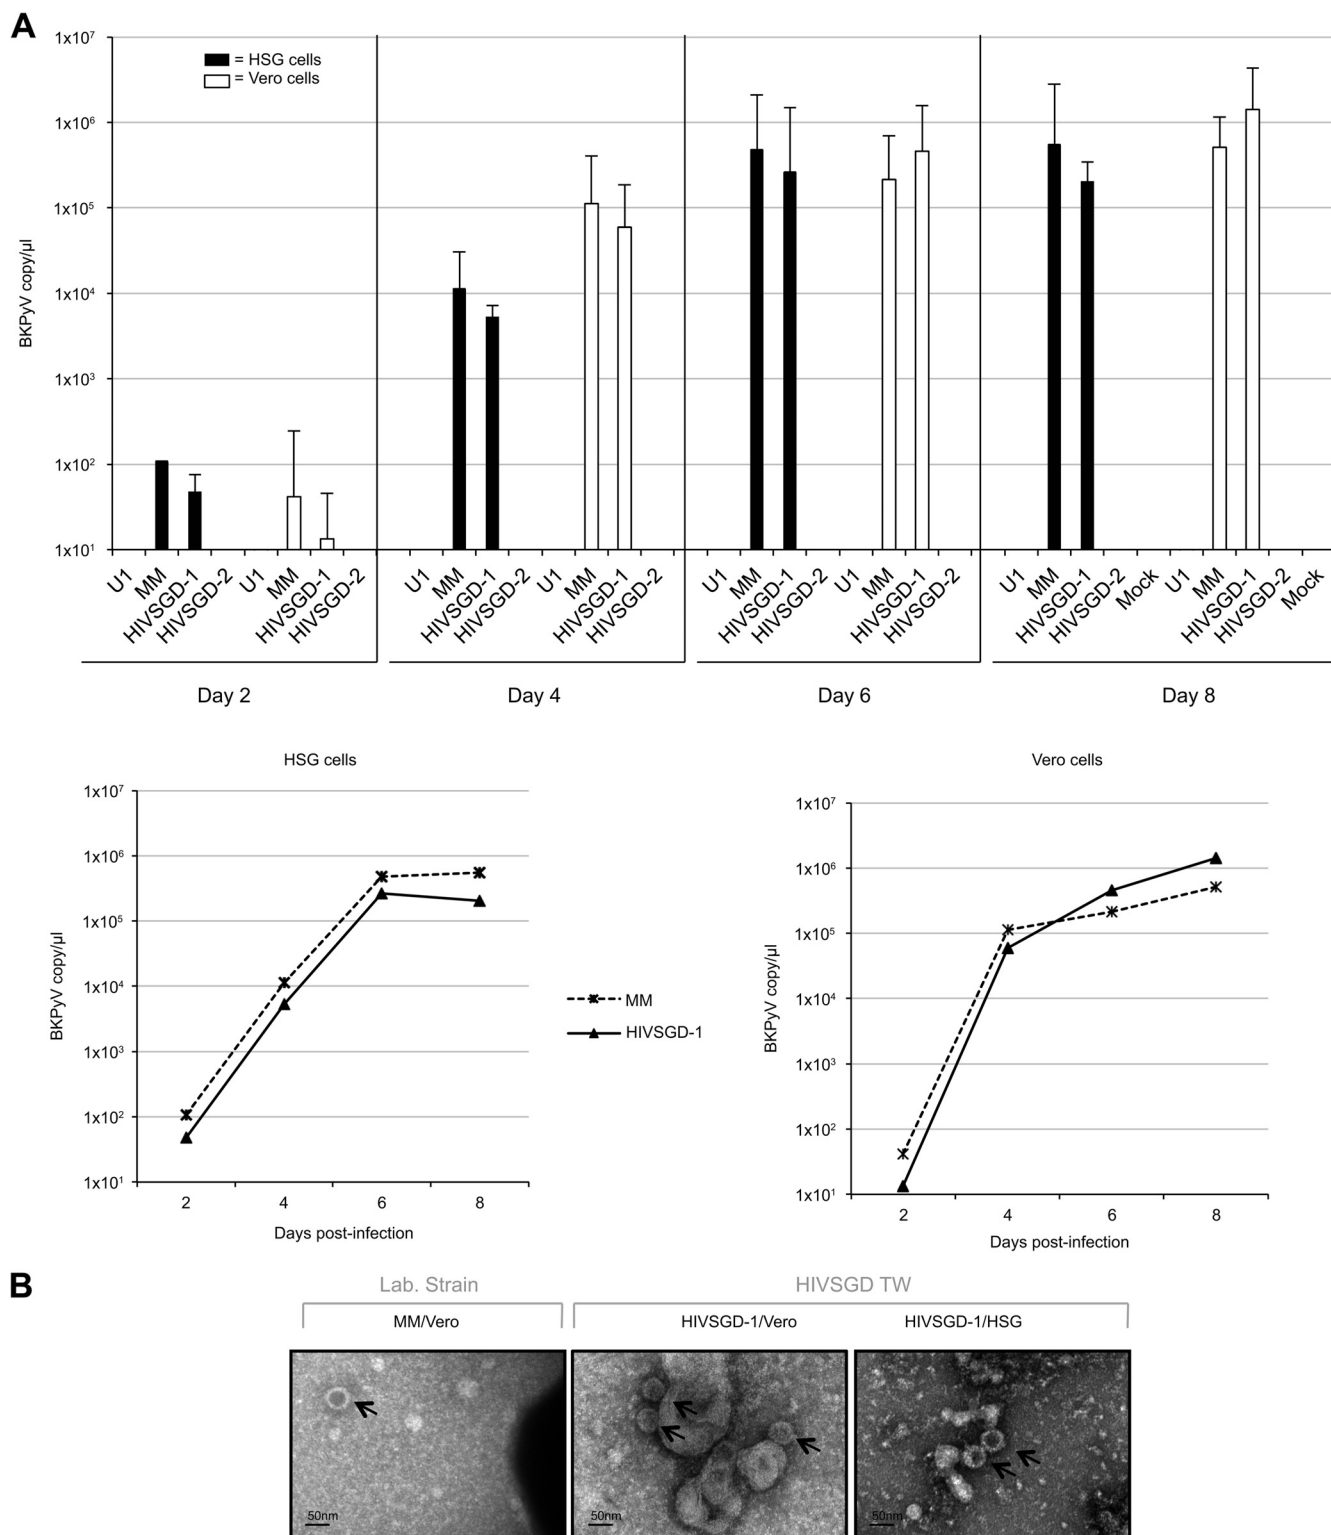 A
1x10⁷
1x10⁶
1x10⁵
1x10⁴
1x10³
1x10²
1x10¹
BKPyV copy/µl
= HSG cells
= Vero cells
U1 MM HIVSGD-1 HIVSGD-2 U1 MM HIVSGD-1 HIVSGD-2
U1 MM HIVSGD-1 HIVSGD-2 U1 MM HIVSGD-1 HIVSGD-2
U1 MM HIVSGD-1 HIVSGD-2 U1 MM HIVSGD-1 HIVSGD-2
U1 MM HIVSGD-1 HIVSGD-2 Mock U1 MM HIVSGD-1 HIVSGD-2 Mock
Day 2 Day 4 Day 6 Day 8
HSG cells
1x10⁷
1x10⁶
1x10⁵
1x10⁴
1x10³
1x10²
1x10¹
BKPyV copy/µl
2 4 6 8
Days post-infection
MM
HIVSGD-1
Vero cells
1x10⁷
1x10⁶
1x10⁵
1x10⁴
1x10³
1x10²
1x10¹
BKPyV copy/µl
2 4 6 8
Days post-infection
B
Lab. Strain HIVSGD TW
MM/Vero HIVSGD-1/Vero HIVSGD-1/HSG
50nm 50nm 50nm